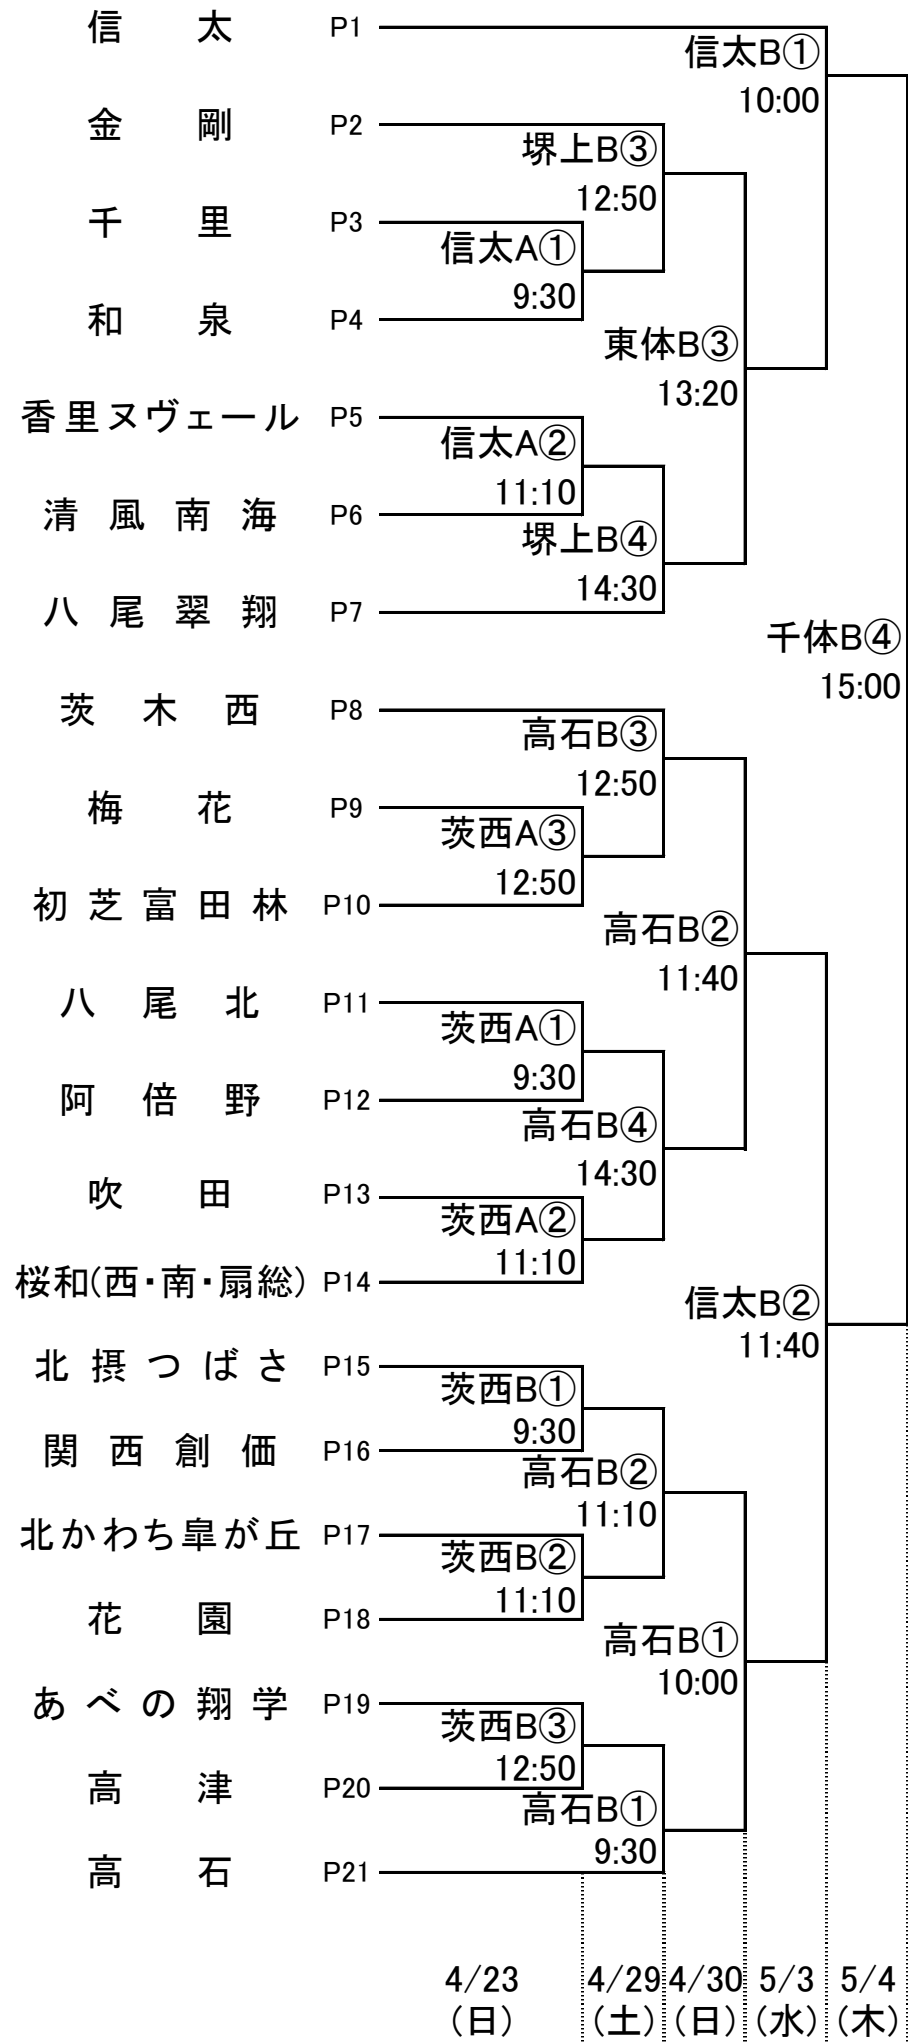 信太 P1
信太B①
10:00
金剛 P2
堺上B③
12:50
千里 P3
信太A①
9:30
和泉 P4
東体B③
13:20
香里ヌヴェール P5
信太A②
11:10
清風南海 P6
堺上B④
14:30
八尾翠翔 P7
千体B④
15:00
茨木西 P8
高石B③
12:50
梅花 P9
茨西A③
12:50
初芝富田林 P10
高石B②
11:40
八尾北 P11
茨西A①
9:30
阿倍野 P12
高石B④
14:30
吹田 P13
茨西A②
11:10
桜和(西・南・扇総) P14
信太B②
11:40
北摂つばさ P15
茨西B①
9:30
関西創価 P16
高石B②
11:10
北かわち皐が丘 P17
茨西B②
11:10
花園 P18
高石B①
10:00
あべの翔学 P19
茨西B③
12:50
高津 P20
高石B①
9:30
高石 P21
4/23 4/29 4/30 5/3 5/4
(日) (土) (日) (水) (木)